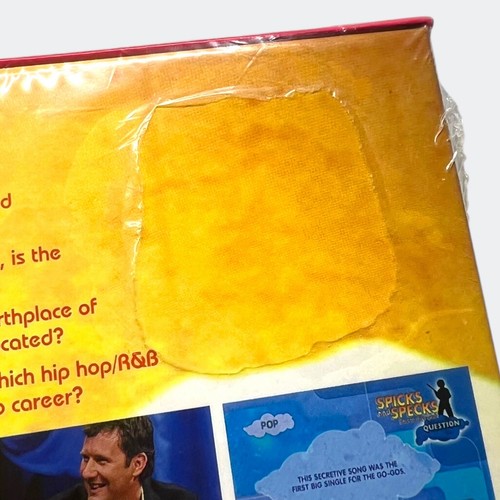 d
, is the
rthplace of
cated?
hich hip hop/R&B
o career?
POP
SPICKS
AND SPECKS
QUESTION
THIS SECRETIVE SONG WAS THE
FIRST BIG SINGLE FOR THE GO-GOS.